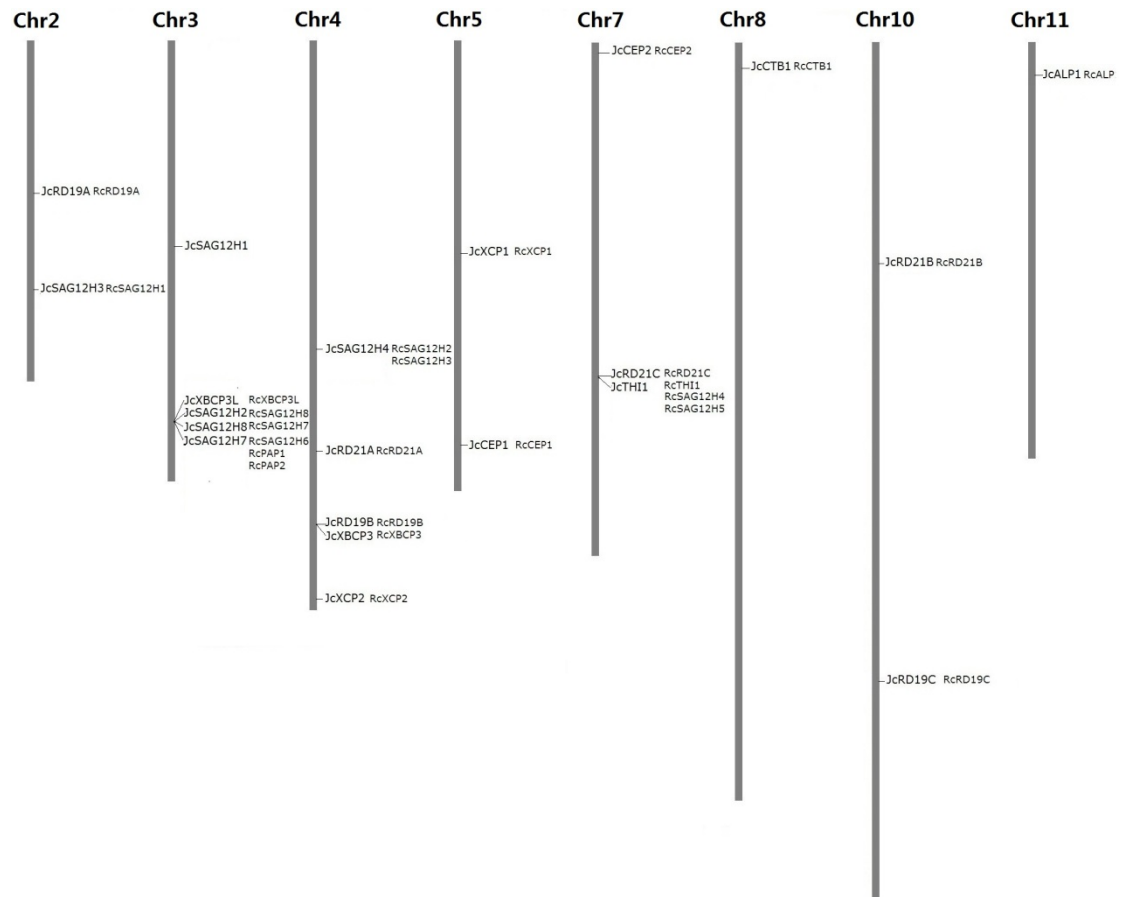 Chr2 Chr3 Chr4 Chr5 Chr7 Chr8 Chr10 Chr11
JcRD19A RcRD19A
JcSAG12H3 RcSAG12H1
JcSAG12H1
JcXBCP3L RcXBCP3L
JcSAG12H2 RcSAG12H8
JcSAG12H8 RcSAG12H7
JcSAG12H7 RcSAG12H6
RcPAP1
RcPAP2
JcSAG12H4 RcSAG12H2
RcSAG12H3
JcRD21A RcRD21A
JcRD19B RcRD19B
JcXBCP3 RcXBCP3
JcXCP2 RcXCP2
JcXCP1 RcXCP1
JcCEP1 RcCEP1
JcCEP2 RcCEP2
JcRD21C RcRD21C
JcTHI1 RcTHI1
RcSAG12H4
RcSAG12H5
JcCTB1 RcCTB1
JcRD21B RcRD21B
JcRD19C RcRD19C
JcALP1 RcALP